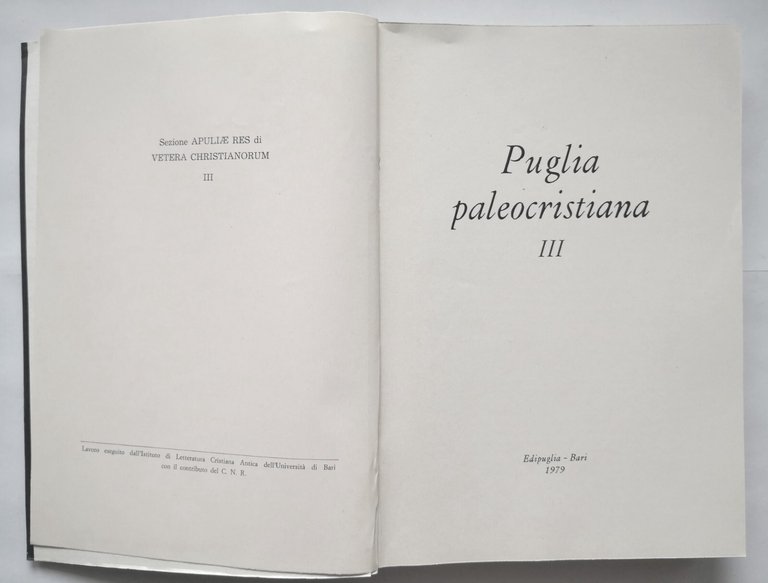 Sezione APULIÆ RES di
VETERA CHRISTIANORUM
III
Lavoro eseguito dall'Istituto di Letteratura Cristiana Antica dell'Università di Bari
con il contributo del C. N. R.
Puglia
paleocristiana
III
Edipuglia - Bari
1979